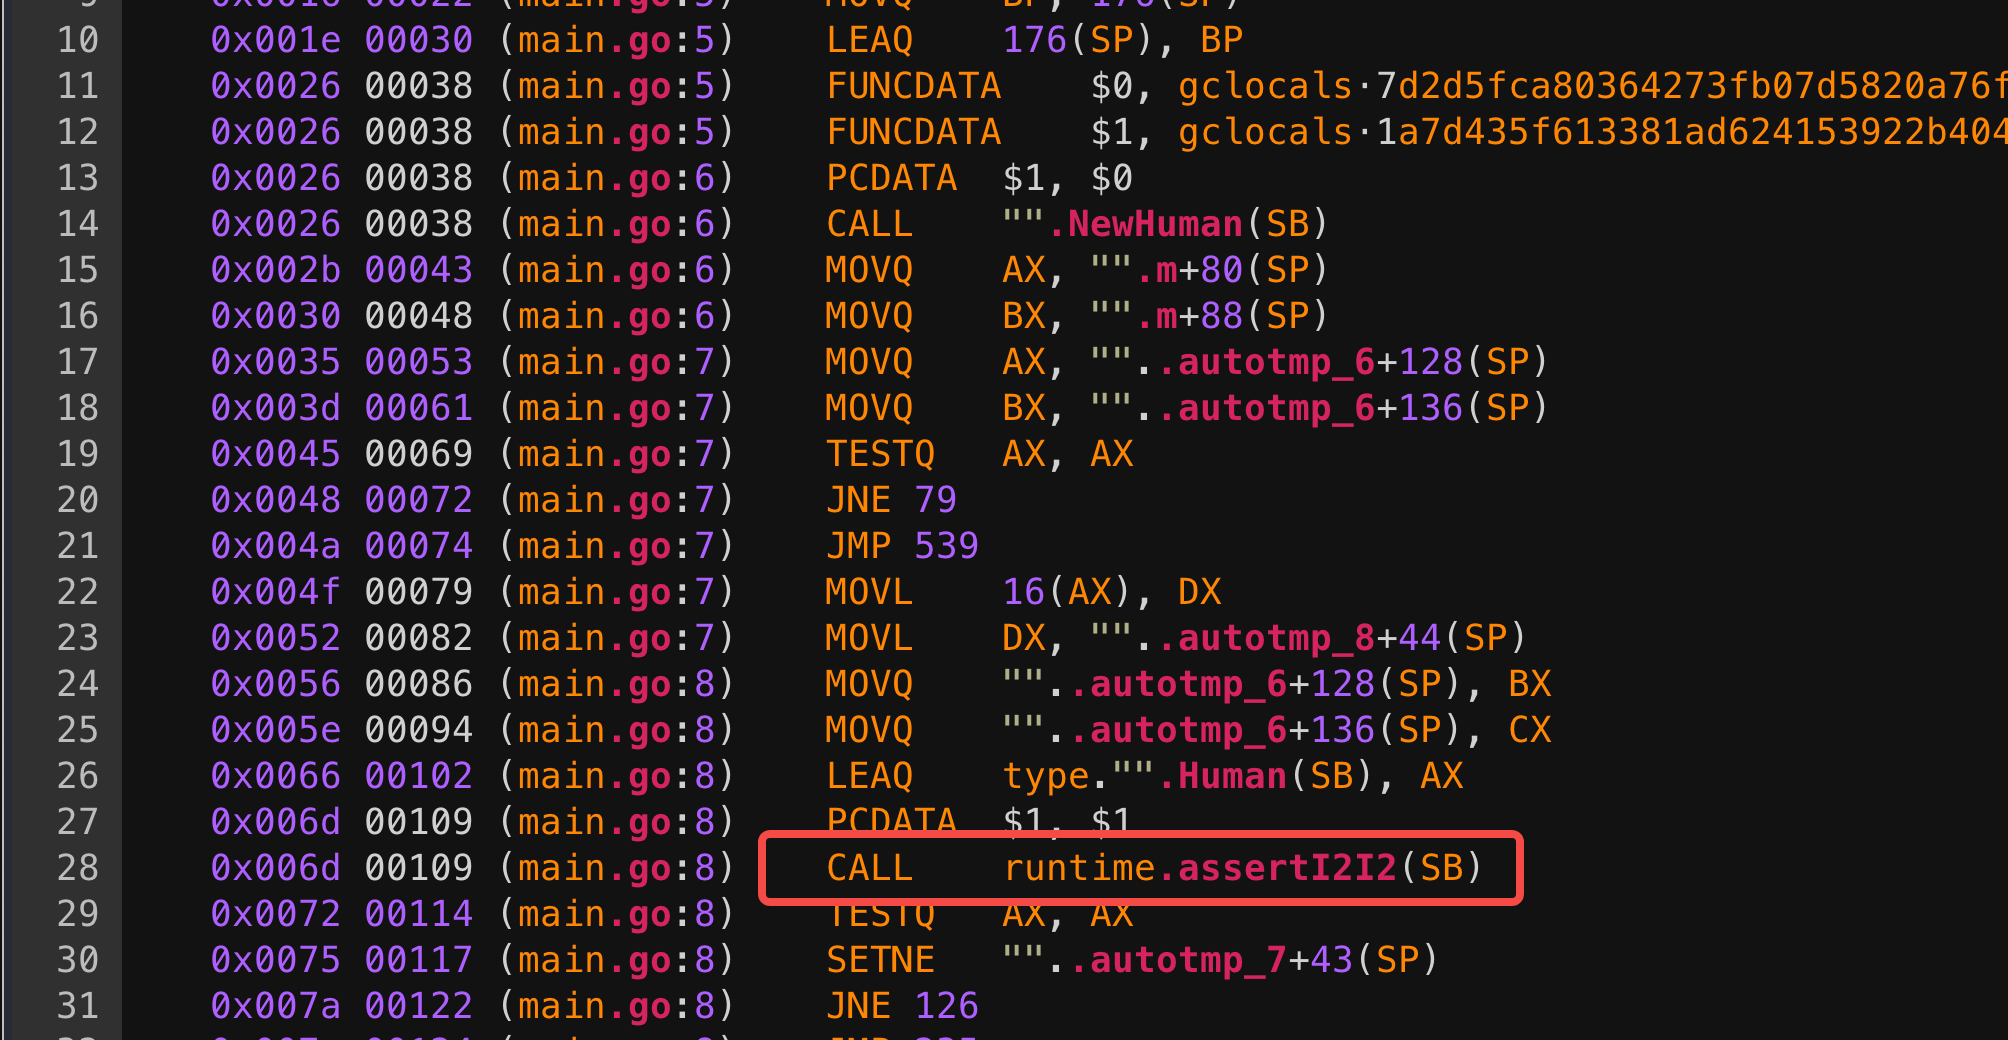 10 0x001e 00030 (main.go:5) LEAQ 176(SP), BP
11 0x0026 00038 (main.go:5) FUNCDATA $0, gclocals·7d2d5fca80364273fb07d5820a76f
12 0x0026 00038 (main.go:5) FUNCDATA $1, gclocals·1a7d435f613381ad624153922b404
13 0x0026 00038 (main.go:6) PCDATA $1, $0
14 0x0026 00038 (main.go:6) CALL "".NewHuman(SB)
15 0x002b 00043 (main.go:6) MOVQ AX, "".m+80(SP)
16 0x0030 00048 (main.go:6) MOVQ BX, "".m+88(SP)
17 0x0035 00053 (main.go:7) MOVQ AX, ""..autotmp_6+128(SP)
18 0x003d 00061 (main.go:7) MOVQ BX, ""..autotmp_6+136(SP)
19 0x0045 00069 (main.go:7) TESTQ AX, AX
20 0x0048 00072 (main.go:7) JNE 79
21 0x004a 00074 (main.go:7) JMP 539
22 0x004f 00079 (main.go:7) MOVL 16(AX), DX
23 0x0052 00082 (main.go:7) MOVL DX, ""..autotmp_8+44(SP)
24 0x0056 00086 (main.go:8) MOVQ ""..autotmp_6+128(SP), BX
25 0x005e 00094 (main.go:8) MOVQ ""..autotmp_6+136(SP), CX
26 0x0066 00102 (main.go:8) LEAQ type."".Human(SB), AX
27 0x006d 00109 (main.go:8) PCDATA $1, $1
28 0x006d 00109 (main.go:8) CALL runtime.assertI2I2(SB)
29 0x0072 00114 (main.go:8) TESTQ AX, AX
30 0x0075 00117 (main.go:8) SETNE ""..autotmp_7+43(SP)
31 0x007a 00122 (main.go:8) JNE 126